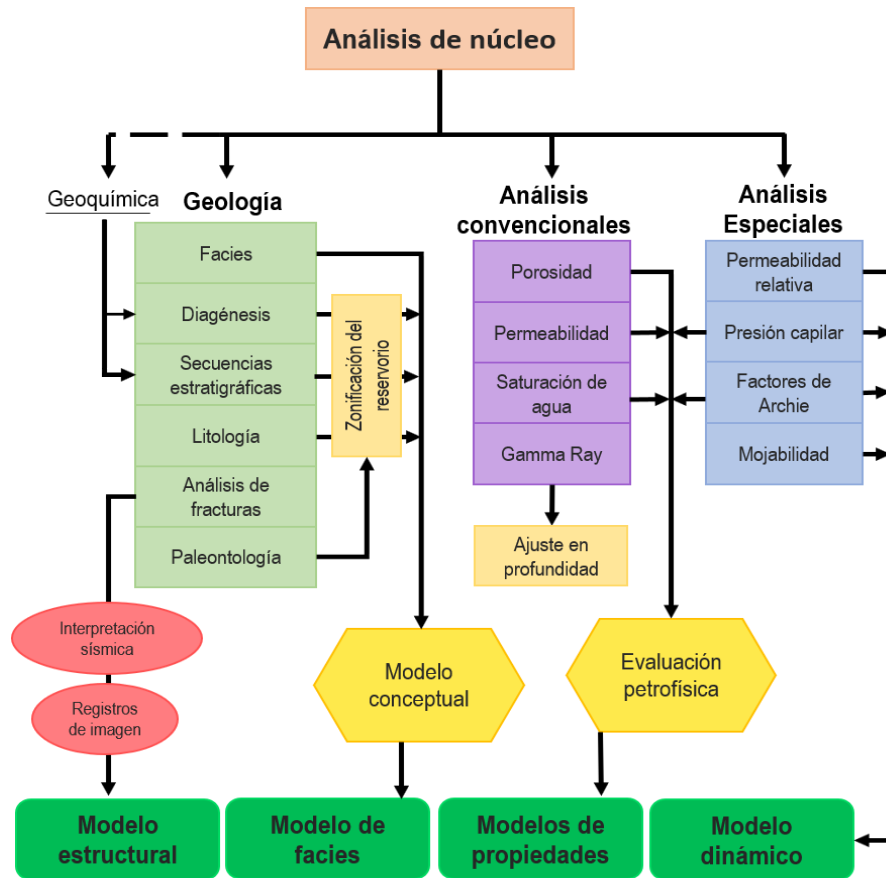 Análisis de núcleo
Geoquímica
Geología
Facies
Diagénesis
Secuencias
estratigráficas
Litología
Análisis de
fracturas
Paleontología
Zonificación del
reservorio
Análisis
convencionales
Porosidad
Permeabilidad
Saturación de
agua
Gamma Ray
Ajuste en
profundidad
Análisis
Especiales
Permeabilidad
relativa
Presión capilar
Factores de
Archie
Mojabilidad
Interpretación
sísmica
Registros
de imagen
Modelo
conceptual
Evaluación
petrofísica
Modelo
estructural
Modelo de
facies
Modelos de
propiedades
Modelo
dinámico